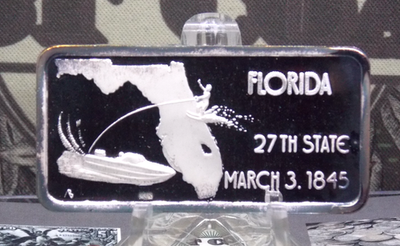 FLORIDA
27TH STATE
MARCH 3. 1845